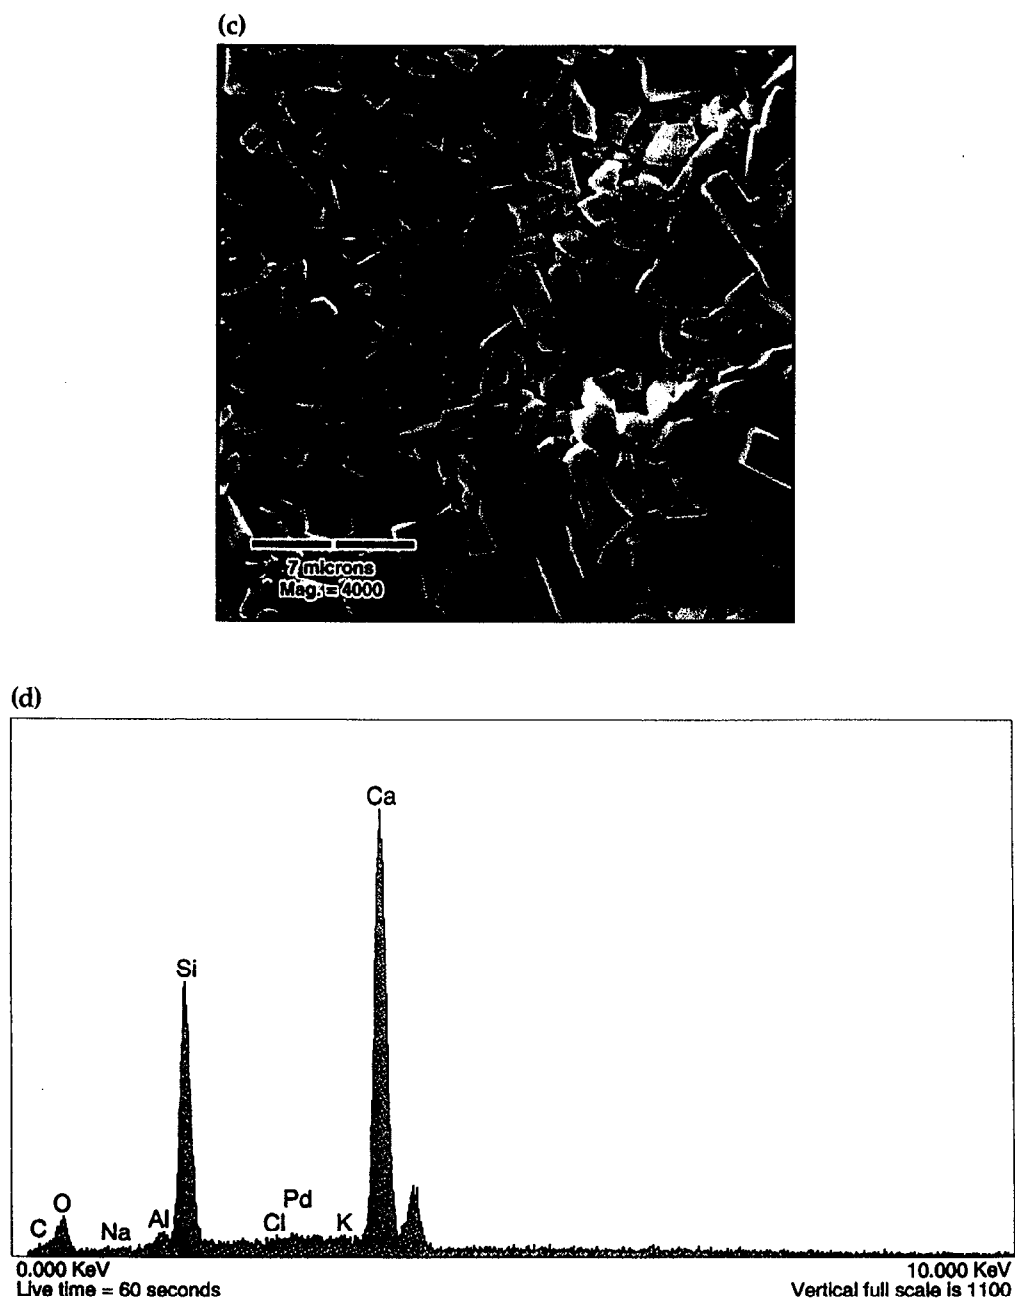 (c)
7 microns
Mag. = 4000
(d)
Ca
Si
Pd
O
Cl
K
Al
C
Na
0.000 KeV
10.000 KeV
Live time = 60 seconds
Vertical full scale is 1100